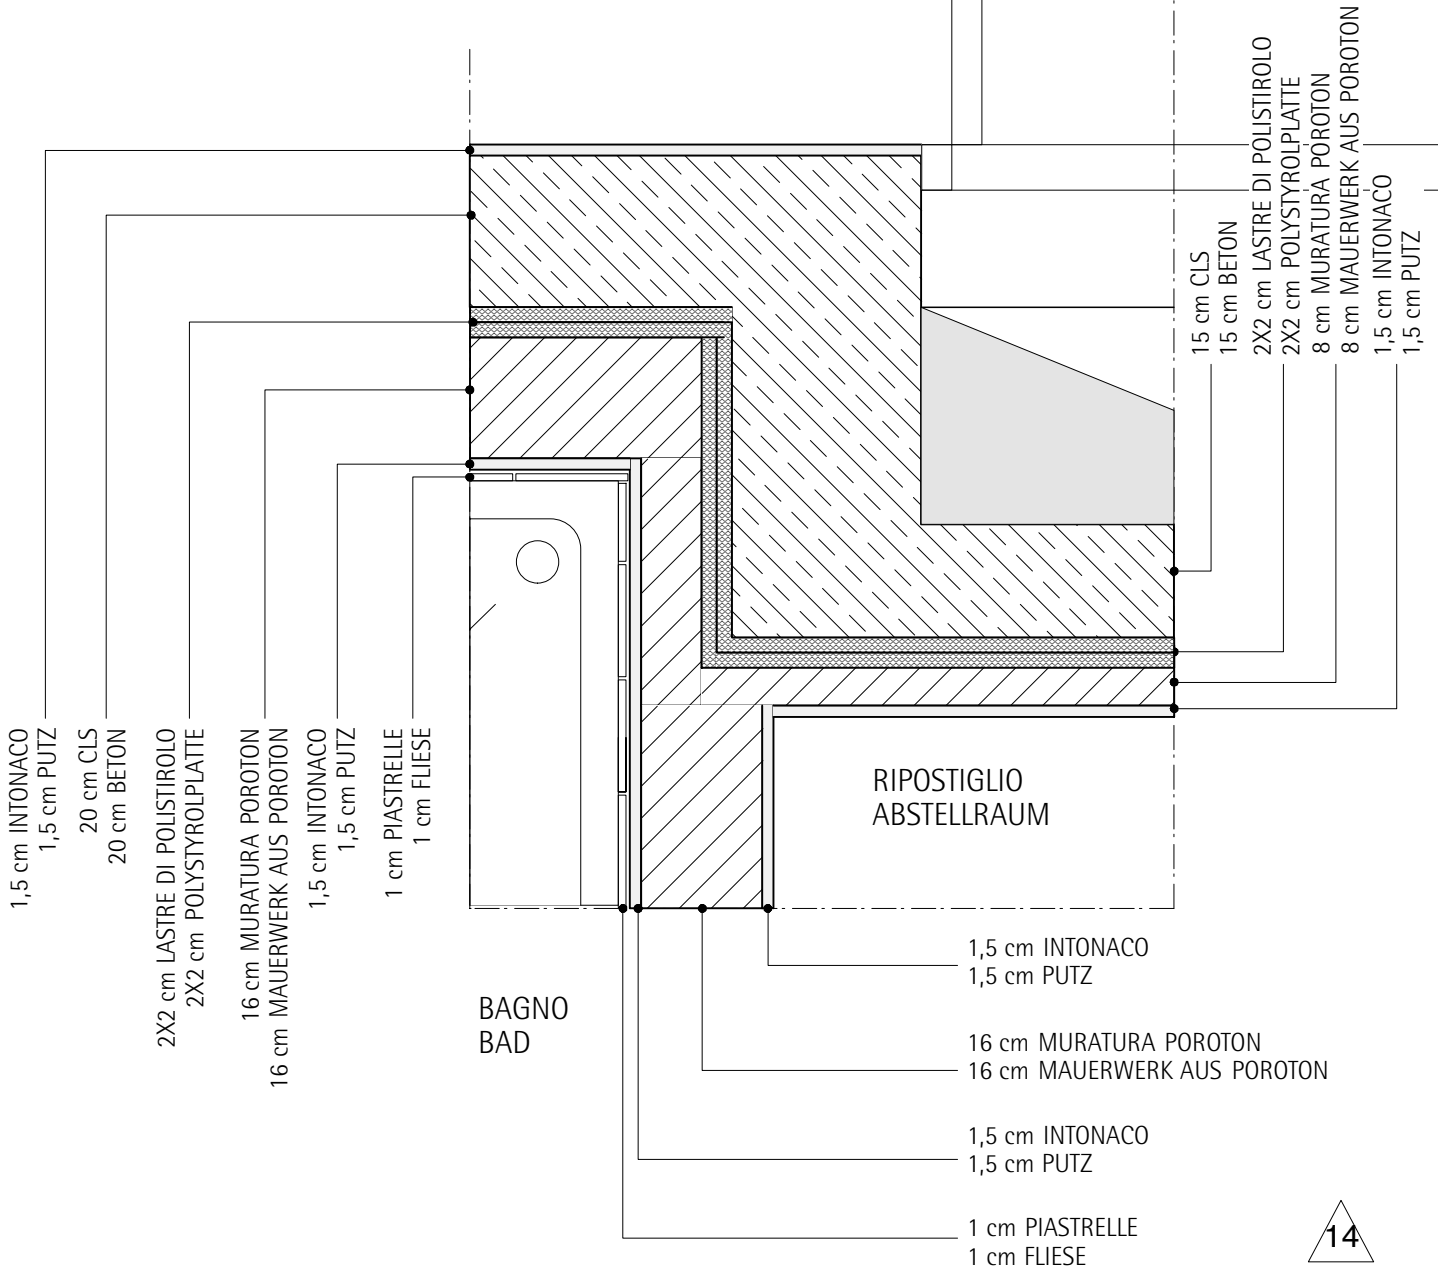 1,5 cm INTONACO
1,5 cm PUTZ
20 cm CLS
20 cm BETON
2X2 cm LASTRE DI POLISTIROLO
2X2 cm POLYSTYROLPLATTE
16 cm MURATURA POROTON
16 cm MAUERWERK AUS POROTON
1,5 cm INTONACO
1,5 cm PUTZ
1 cm PIASTRELLE
1 cm FLIESE
15 cm CLS
15 cm BETON
2X2 cm LASTRE DI POLISTIROLO
2X2 cm POLYSTYROLPLATTE
8 cm MURATURA POROTON
8 cm MAUERWERK AUS POROTON
1,5 cm INTONACO
1,5 cm PUTZ
RIPOSTIGLIO
ABSTELLRAUM
BAGNO
BAD
1,5 cm INTONACO
1,5 cm PUTZ
16 cm MURATURA POROTON
16 cm MAUERWERK AUS POROTON
1,5 cm INTONACO
1,5 cm PUTZ
1 cm PIASTRELLE
1 cm FLIESE
14